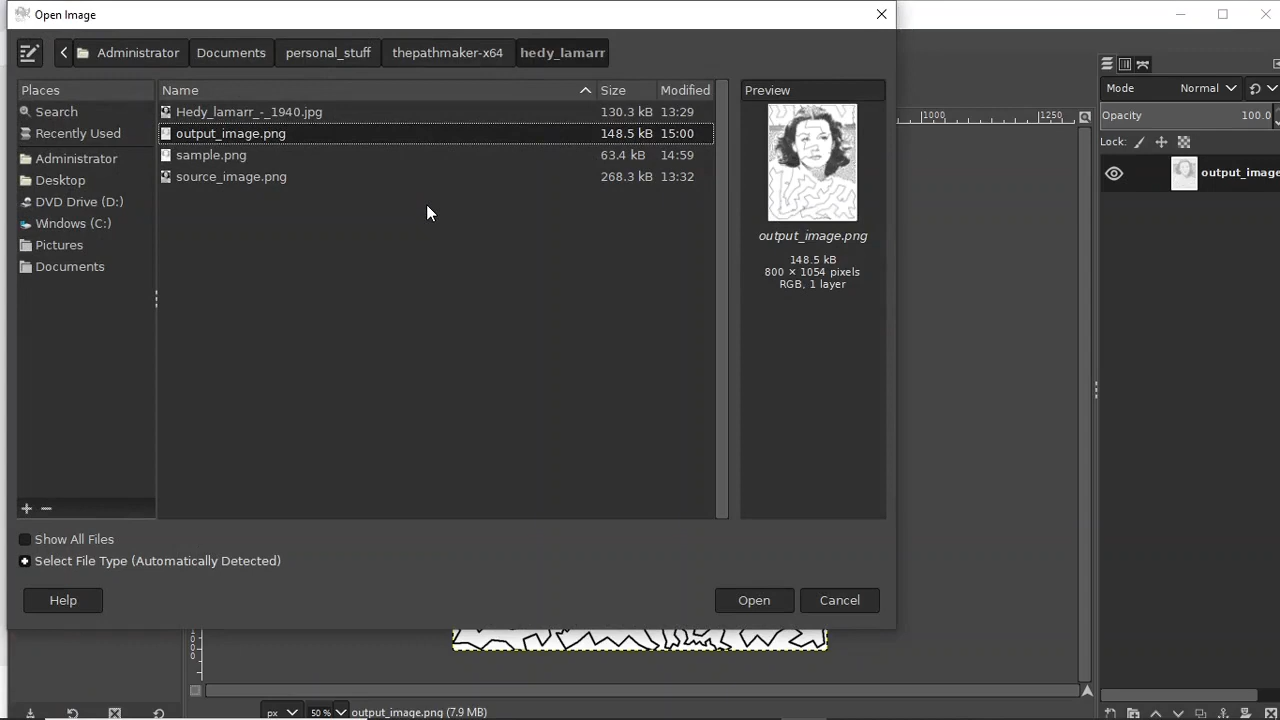 Open Image
Administrator Documents personal_stuff thepathmaker-x64 hedy_lamarr
Places
Search
Recently Used
Administrator
Desktop
DVD Drive (D:)
Windows (C:)
Pictures
Documents
Name Size Modified
Hedy_lamarr_-_1940.jpg 130.3 kB 13:29
output_image.png 148.5 kB 15:00
sample.png 63.4 kB 14:59
source_image.png 268.3 kB 13:32
Preview
output_image.png
148.5 kB
800 × 1054 pixels
RGB, 1 layer
Show All Files
Select File Type (Automatically Detected)
Help Open Cancel
1000 1250
Mode Normal
Opacity 100.0
Lock:
output_image
px 50 % output_image.png (7.9 MB)